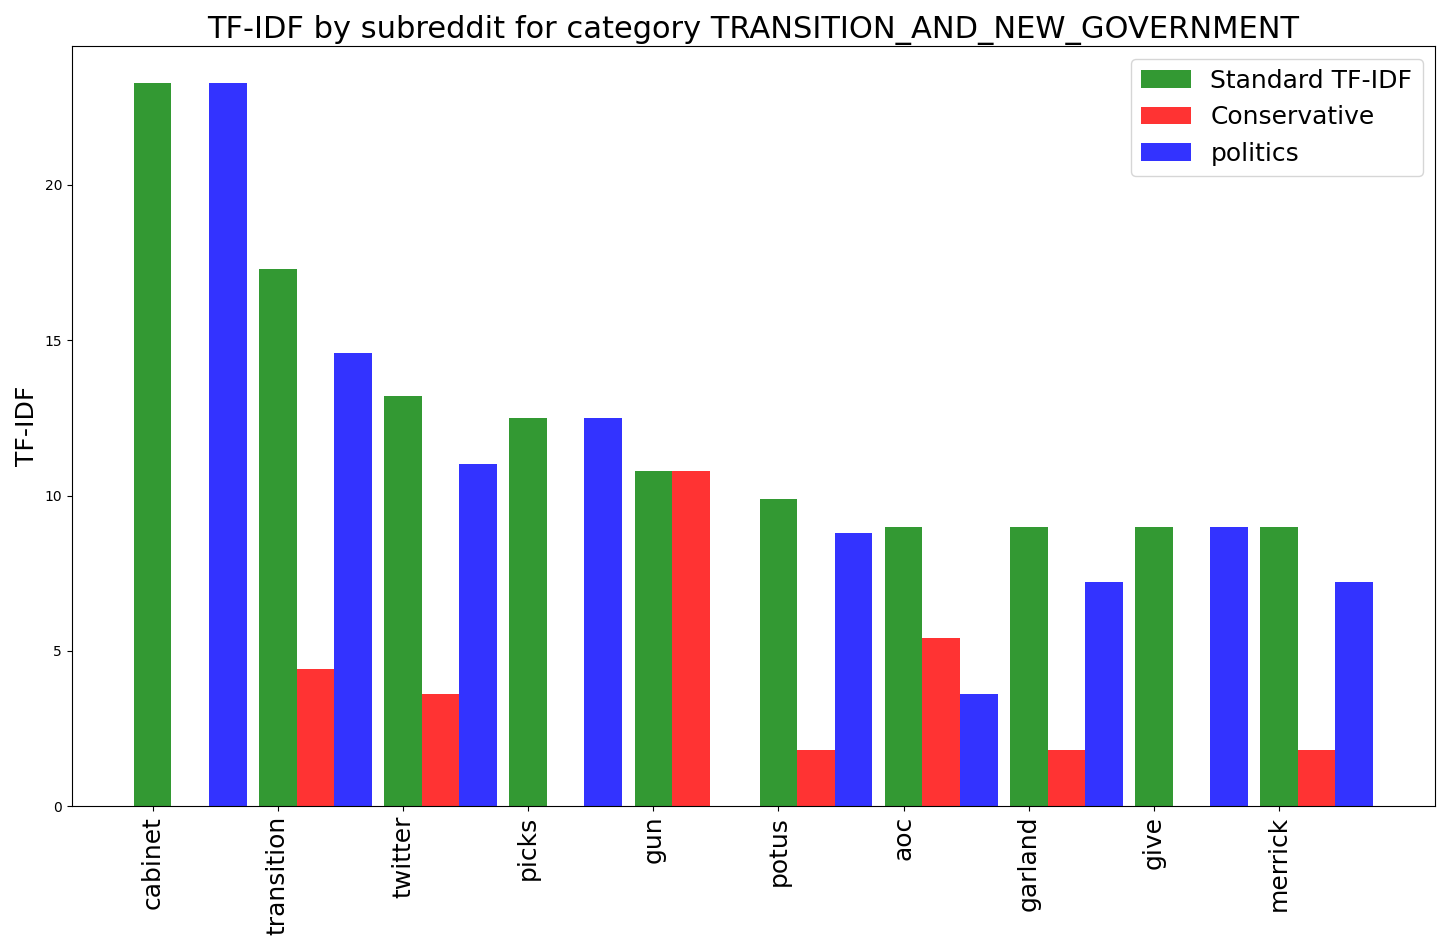 TF-IDF by subreddit for category TRANSITION_AND_NEW_GOVERNMENT
Standard TF-IDF
Conservative
politics
TF-IDF
20
15
10
5
0
cabinet
transition
twitter
picks
gun
potus
aoc
garland
give
merrick